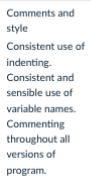 Comments and
style
Consistent use of
indenting.
Consistent and
sensible use of
variable names.
Commenting
throughout all
versions of
program.